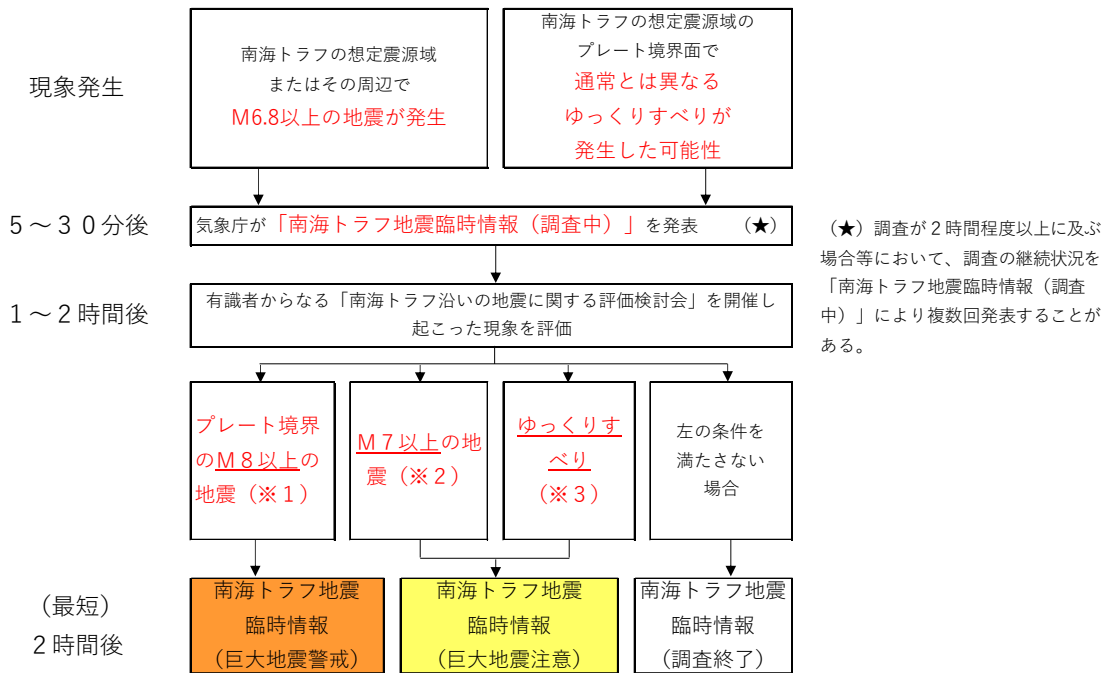 現象発生
南海トラフの想定震源域
またはその周辺で
M6.8以上の地震が発生
南海トラフの想定震源域の
プレート境界面で
通常とは異なる
ゆっくりすべりが
発生した可能性
5～30分後
気象庁が「南海トラフ地震臨時情報（調査中）」を発表　（★）
（★）調査が２時間程度以上に及ぶ
場合等において、調査の継続状況を
「南海トラフ地震臨時情報（調査
中）」により複数回発表することが
ある。
1～2時間後
有識者からなる「南海トラフ沿いの地震に関する評価検討会」を開催し
起こった現象を評価
プレート境界
のＭ８以上の
地震（※１）
Ｍ７以上の地
震（※２）
ゆっくりす
べり
（※３）
左の条件を
満たさない
場合
（最短）
2時間後
南海トラフ地震
臨時情報
（巨大地震警戒）
南海トラフ地震
臨時情報
（巨大地震注意）
南海トラフ地震
臨時情報
（調査終了）